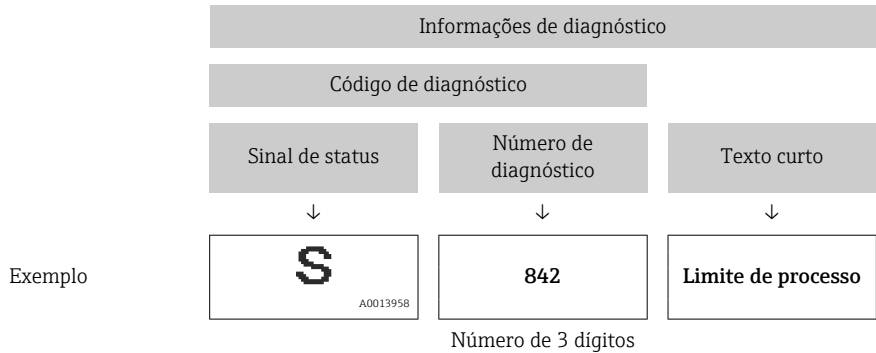 Informações de diagnóstico
Código de diagnóstico
Sinal de status
Número de
diagnóstico
Texto curto
↓ ↓ ↓
Exemplo
S
A0013958
842
Limite de processo
Número de 3 dígitos